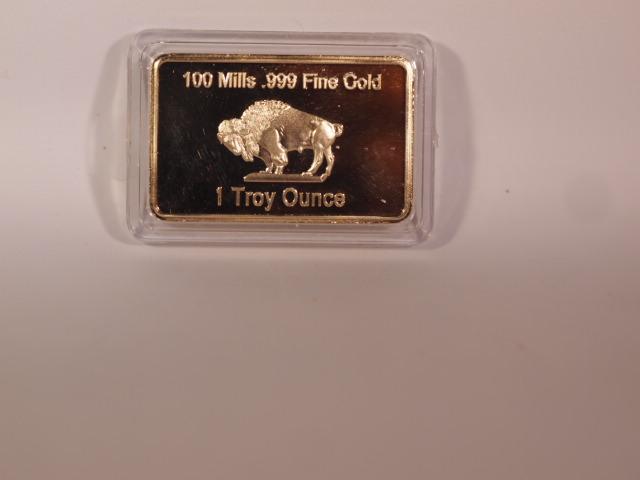 100 Mills .999 Fine Gold
1 Troy Ounce